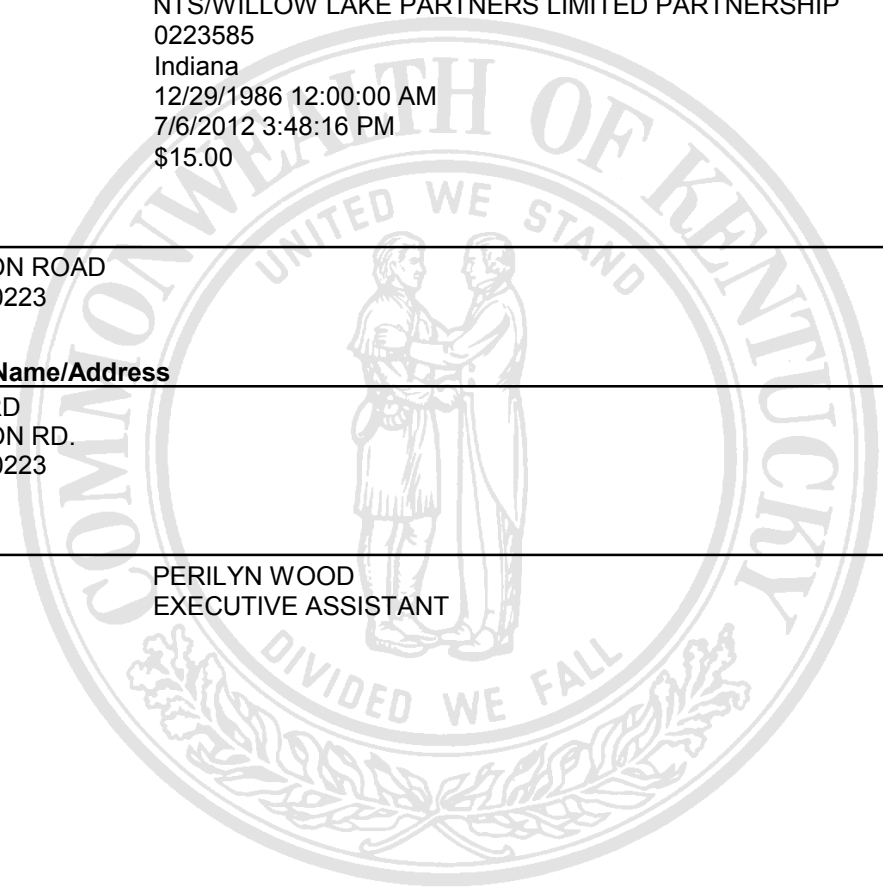 NTS/WILLOW LAKE PARTNERS LIMITED PARTNERSHIP
0223585
Indiana
12/29/1986 12:00:00 AM
7/6/2012 3:48:16 PM
$15.00
COMMONWEALTH OF KENTUCKY
UNITED WE STAND
ON ROAD
0223
Name/Address
RD
ON RD.
0223
PERILYN WOOD
EXECUTIVE ASSISTANT
DIVIDED WE FALL